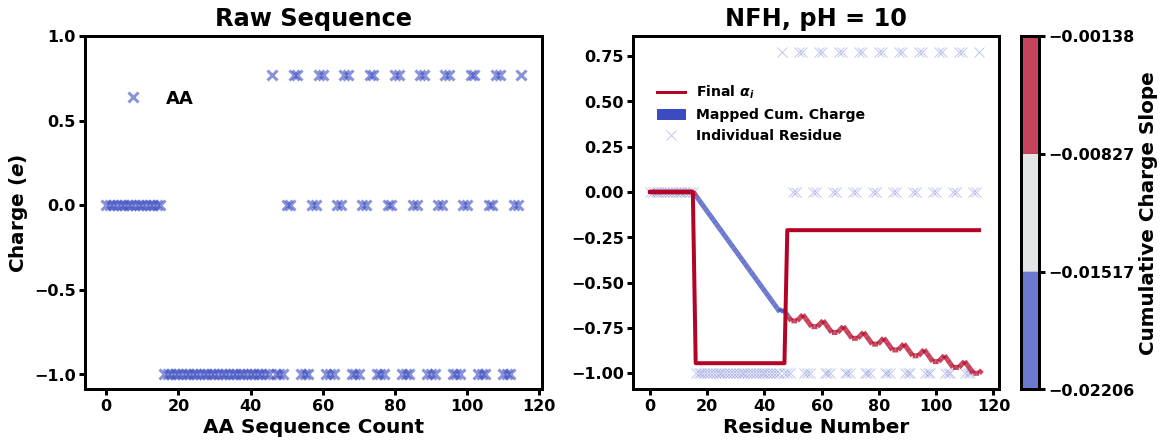 Raw Sequence
1.0
0.5
0.0
−0.5
−1.0
Charge (e)
AA
0 20 40 60 80 100 120
AA Sequence Count
NFH, pH = 10
0.75
0.50
0.25
0.00
−0.25
−0.50
−0.75
−1.00
Final αᵢ
Mapped Cum. Charge
Individual Residue
0 20 40 60 80 100 120
Residue Number
−0.00138
−0.00827
−0.01517
−0.02206
Cumulative Charge Slope